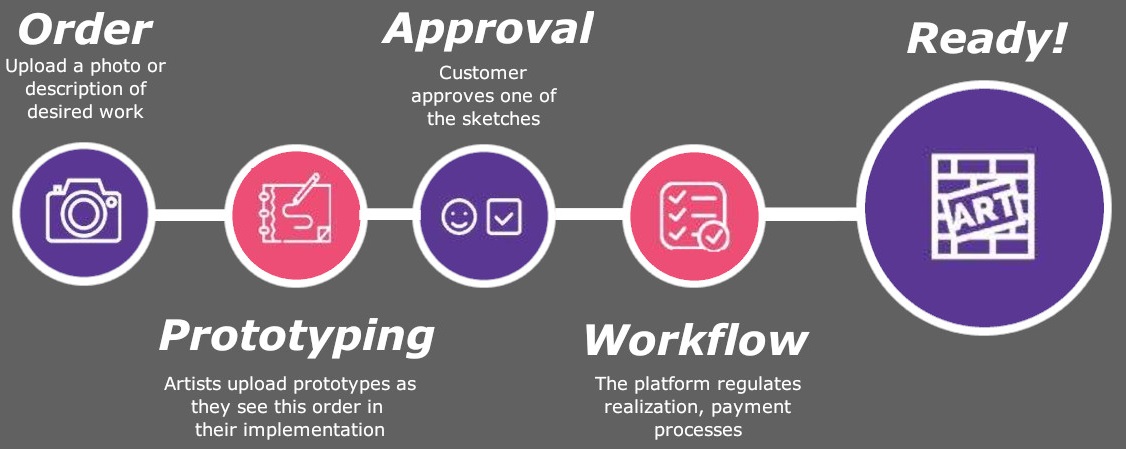 Order
Upload a photo or
description of
desired work
Prototyping
Artists upload prototypes as
they see this order in
their implementation
Approval
Customer
approves one of
the sketches
Workflow
The platform regulates
realization, payment
processes
Ready!
ART